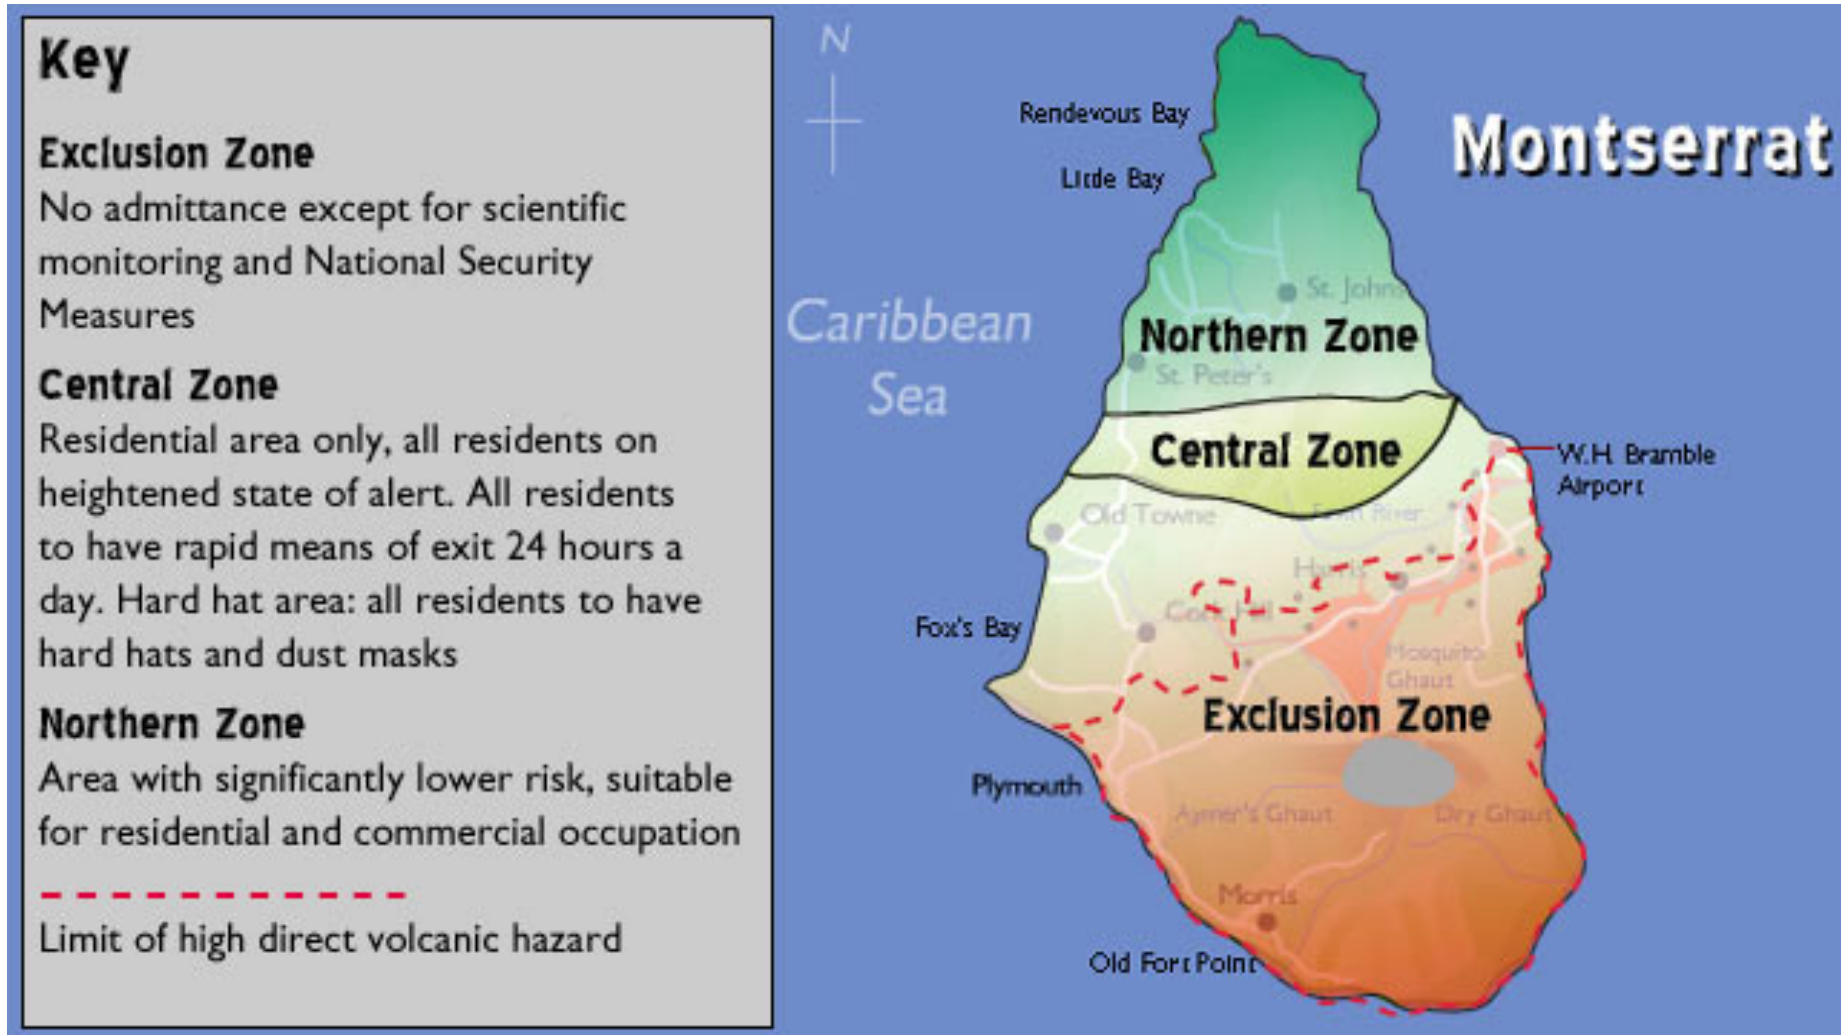 Key
Exclusion Zone
No admittance except for scientific
monitoring and National Security
Measures
Central Zone
Residential area only, all residents on
heightened state of alert. All residents
to have rapid means of exit 24 hours a
day. Hard hat area: all residents to have
hard hats and dust masks
Northern Zone
Area with significantly lower risk, suitable
for residential and commercial occupation
Limit of high direct volcanic hazard
N
Montserrat
Rendevous Bay
Little Bay
Caribbean
Sea
St. Johns
Northern Zone
St. Peter's
Central Zone
W.H. Bramble
Airport
Old Towne
River
Harris
Cork Hill
Fox's Bay
Mosquito
Ghaut
Exclusion Zone
Plymouth
Aymer's Ghaut
Dry Ghaut
Morris
Old Fort Point